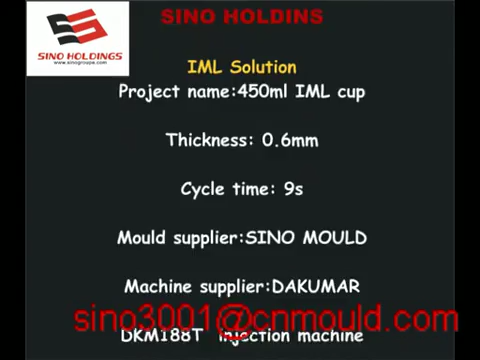 SINO HOLDINS
SINO HOLDINGS
www.sinogroups.com
IML Solution
Project name:450ml IML cup
Thickness: 0.6mm
Cycle time: 9s
Mould supplier:SINO MOULD
Machine supplier:DAKUMAR
sino3001@cnmould.com
DKM188T injection machine